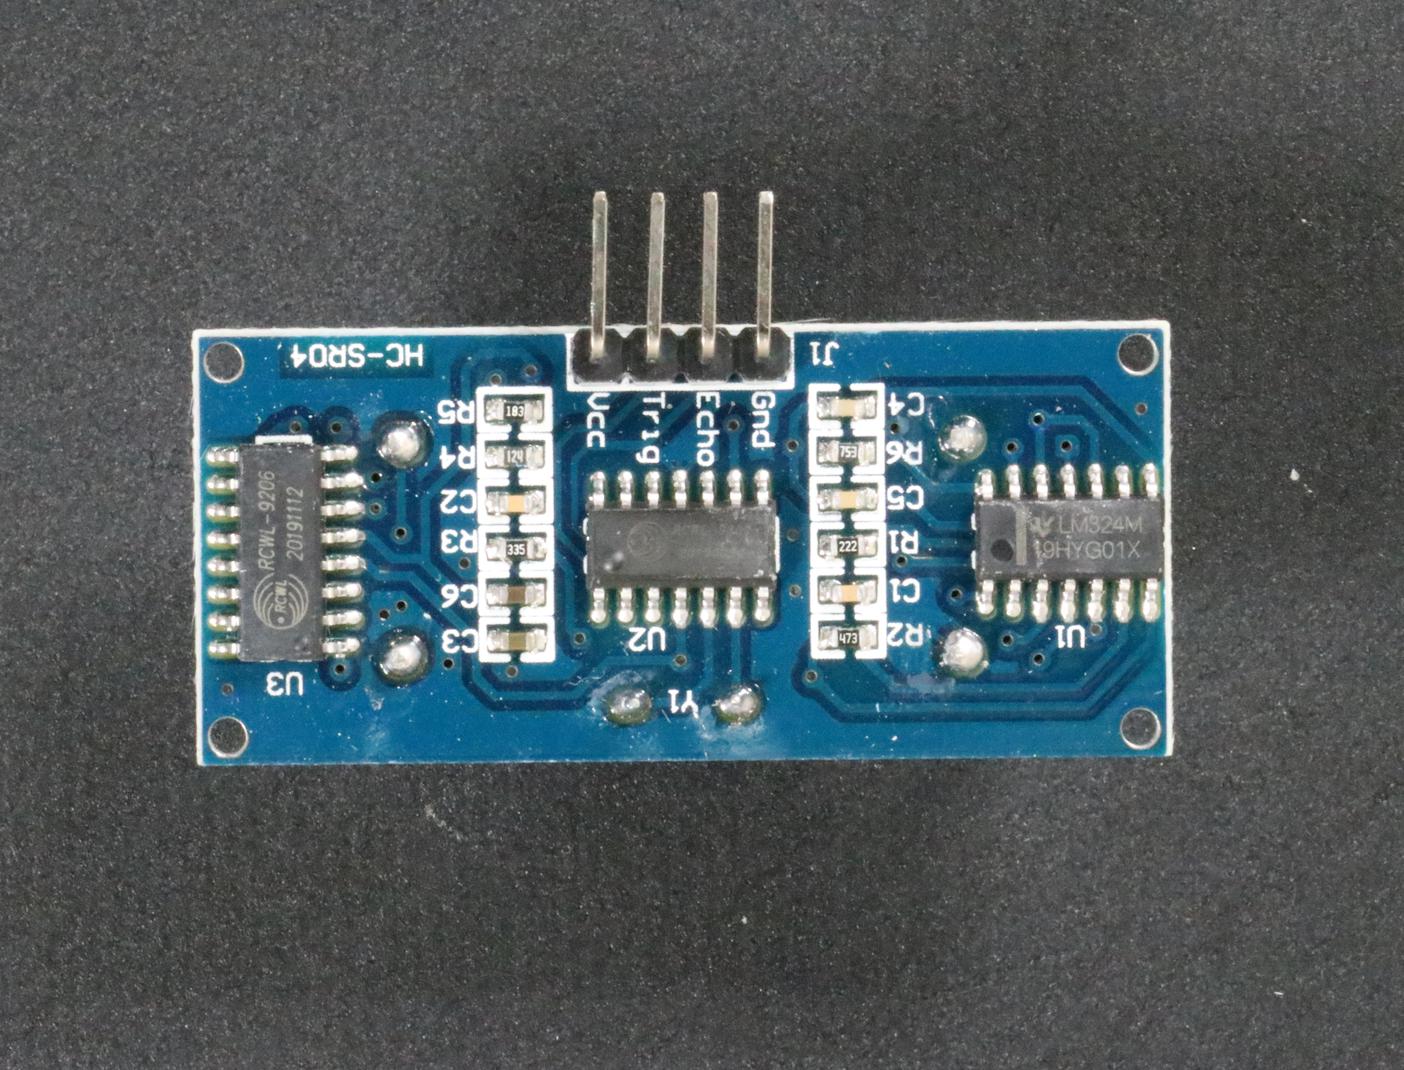 HC-SR04
J1
Vcc
Trig
Echo
Gnd
R5
183
R4
124
C2
R3
335
C6
C3
C4
R6
753
C5
R1
222
C1
R2
473
RCWL-9206
20191112
RCWL
U3
U2
Y1
LM324M
19HYG01X
U1